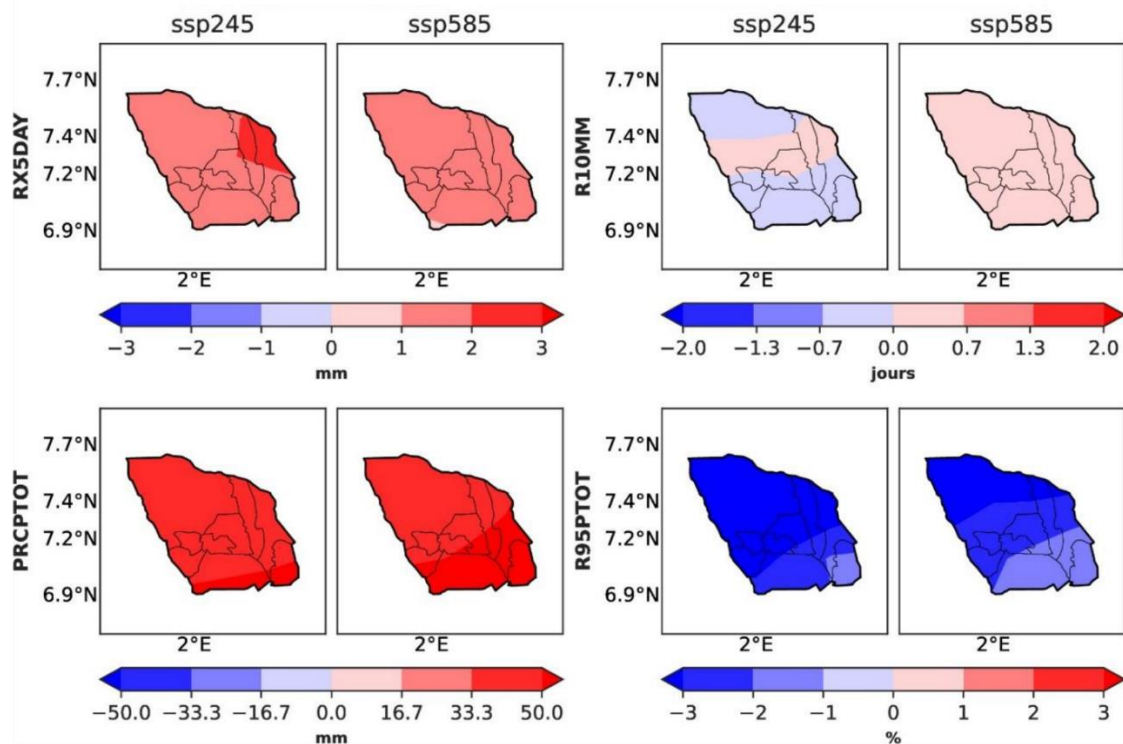 ssp245 ssp585 ssp245 ssp585
RX5DAY
7.7°N
7.4°N
7.2°N
6.9°N
2°E 2°E
−3 −2 −1 0 1 2 3
mm
R10MM
7.7°N
7.4°N
7.2°N
6.9°N
2°E 2°E
−2.0 −1.3 −0.7 0.0 0.7 1.3 2.0
jours
PRCPTOT
7.7°N
7.4°N
7.2°N
6.9°N
2°E 2°E
−50.0 −33.3 −16.7 0.0 16.7 33.3 50.0
mm
R95PTOT
7.7°N
7.4°N
7.2°N
6.9°N
2°E 2°E
−3 −2 −1 0 1 2 3
%